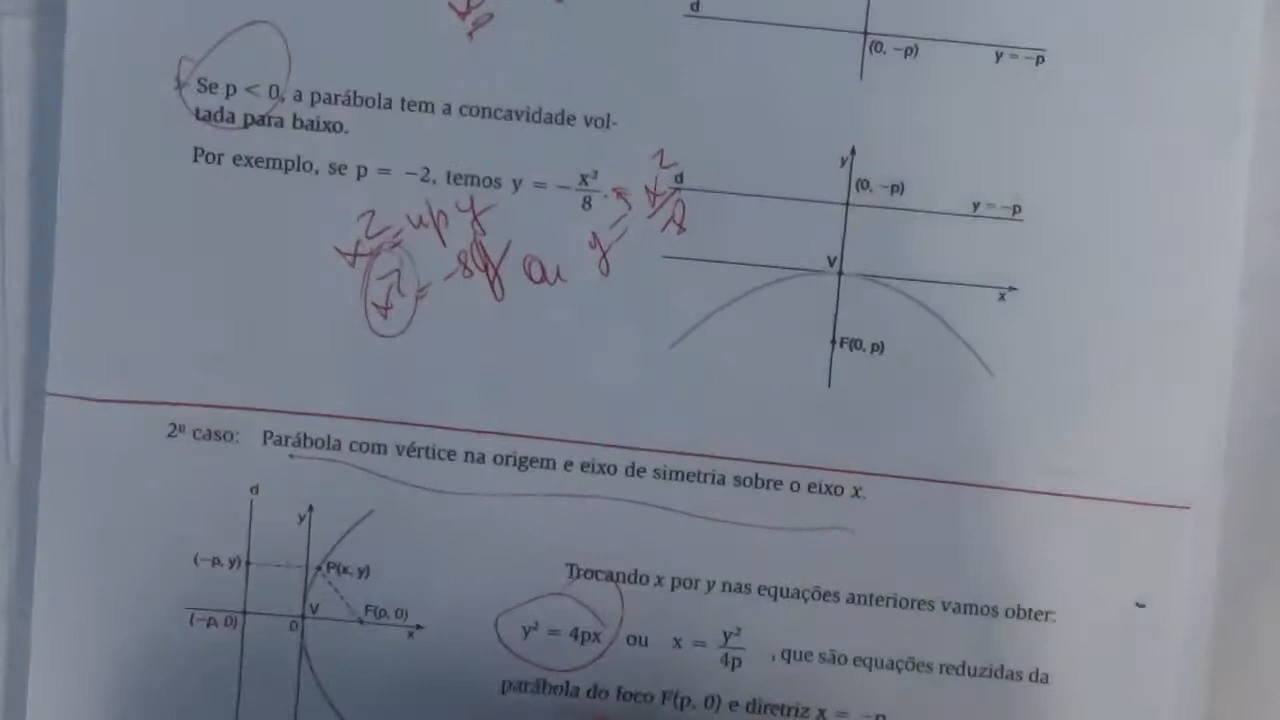 d
(0, −p)
y = −p
Se p < 0, a parábola tem a concavidade vol-
tada para baixo.
Por exemplo, se p = −2, temos y = − x²/8.
x² = 4py
x² = -8y ou y = x²/8
d
y
(0, −p)
y = −p
V
x
F(0, p)
2º caso: Parábola com vértice na origem e eixo de simetria sobre o eixo x.
d
y
(−p, y)
P(x, y)
V
F(p, 0)
(−p, 0)
0
x
Trocando x por y nas equações anteriores vamos obter:
y² = 4px ou x = y²/4p , que são equações reduzidas da
parábola do foco F(p, 0) e diretriz x = −p